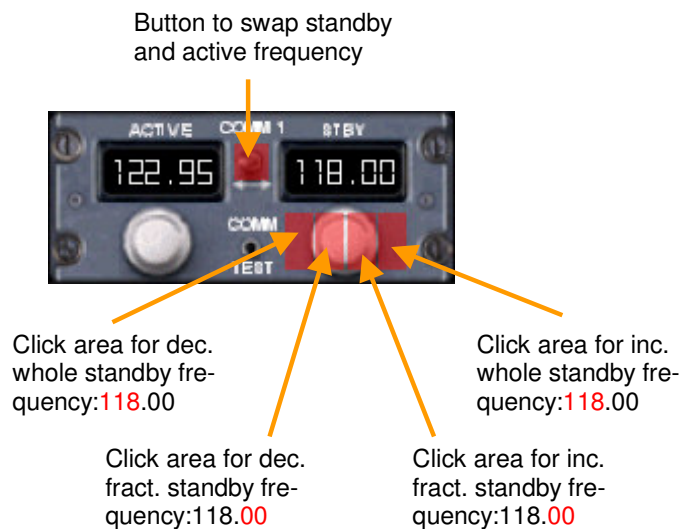 Button to swap standby
and active frequency
ACTIVE COMM 1 STBY
122.95 118.00
COMM
TEST
Click area for dec.
whole standby fre-
quency:118.00
Click area for inc.
whole standby fre-
quency:118.00
Click area for dec.
fract. standby fre-
quency:118.00
Click area for inc.
fract. standby fre-
quency:118.00